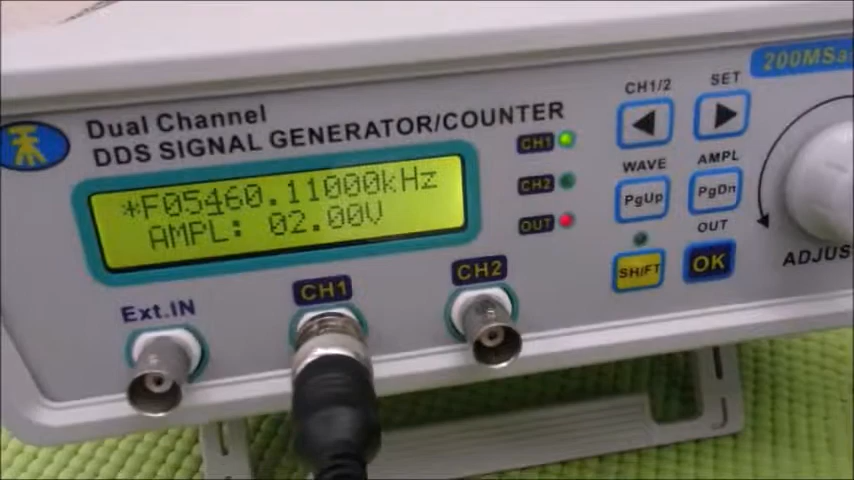 Dual Channel
DDS SIGNAL GENERATOR/COUNTER
200MSa
*F05460.11000kHz
AMPL: 02.00V
CH1
CH2
OUT
CH1/2
SET
WAVE
AMPL
PgUp
PgDn
OUT
SHIFT
OK
ADJUS
Ext.IN
CH1
CH2